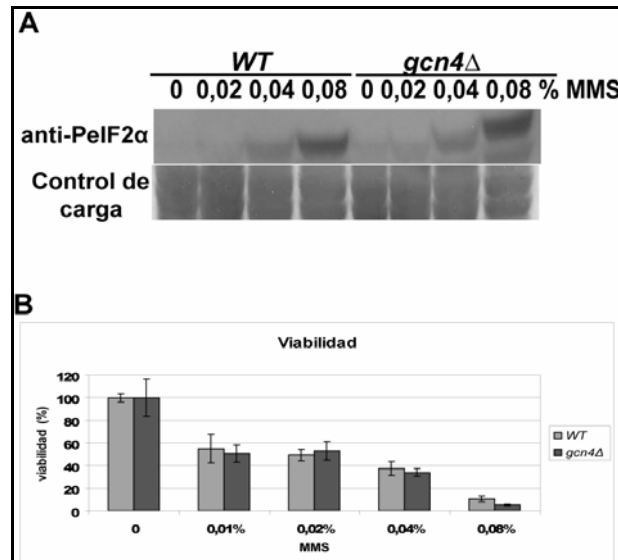 A
WT gcn4Δ
0 0,02 0,04 0,08 0 0,02 0,04 0,08 % MMS
anti-PeIF2α
Control de
carga
B
Viabilidad
viabilidad (%)
120
100
80
60
40
20
0
0 0,01% 0,02% 0,04% 0,08%
MMS
WT
gcn4Δ